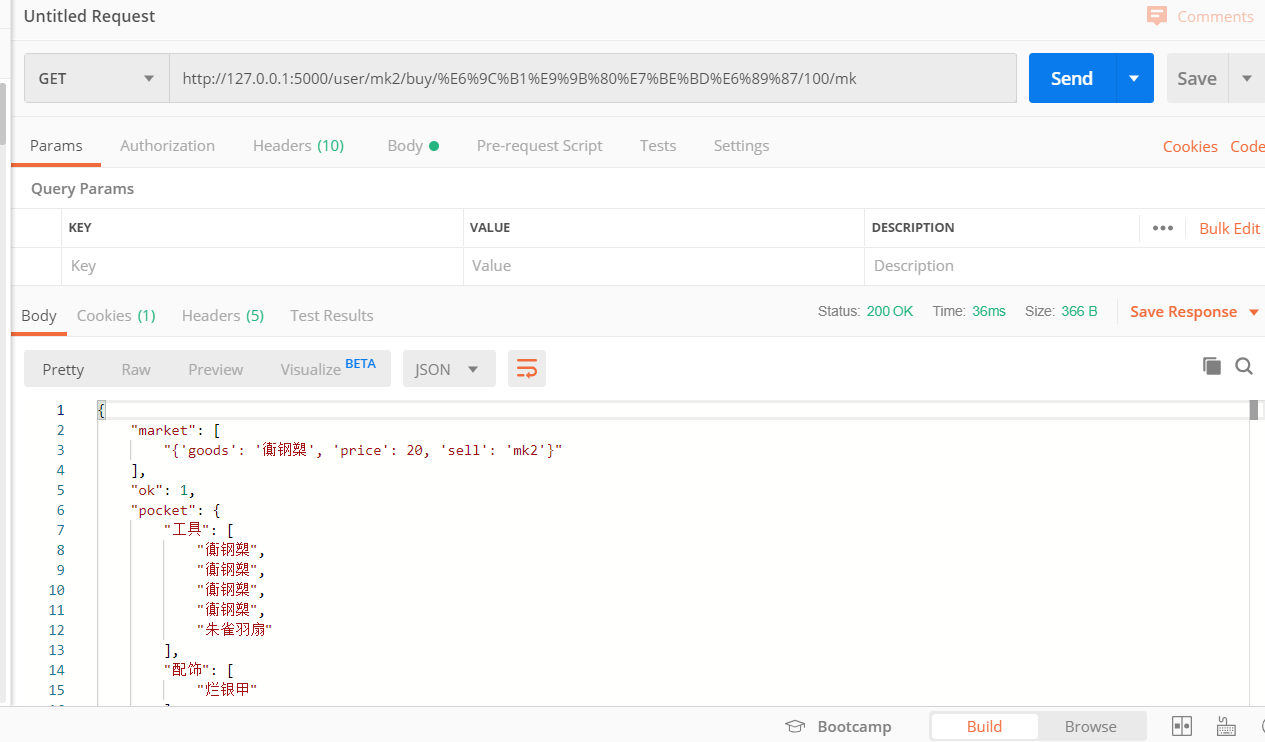 Untitled Request
Comments
GET
http://127.0.0.1:5000/user/mk2/buy/%E6%9C%B1%E9%9B%80%E7%BE%BD%E6%89%87/100/mk
Send
Save
Params Authorization Headers (10) Body Pre-request Script Tests Settings
Cookies Code
Query Params
KEY VALUE DESCRIPTION ••• Bulk Edit
Key Value Description
Body Cookies (1) Headers (5) Test Results
Status: 200 OK Time: 36ms Size: 366 B Save Response
Pretty Raw Preview Visualize BETA JSON
1 {
2 "market": [
3 "{'goods': '衠钢槊', 'price': 20, 'sell': 'mk2'}"
4 ],
5 "ok": 1,
6 "pocket": {
7 "工具": [
8 "衠钢槊",
9 "衠钢槊",
10 "衠钢槊",
11 "衠钢槊",
12 "朱雀羽扇"
13 ],
14 "配饰": [
15 "烂银甲"
Bootcamp Build Browse